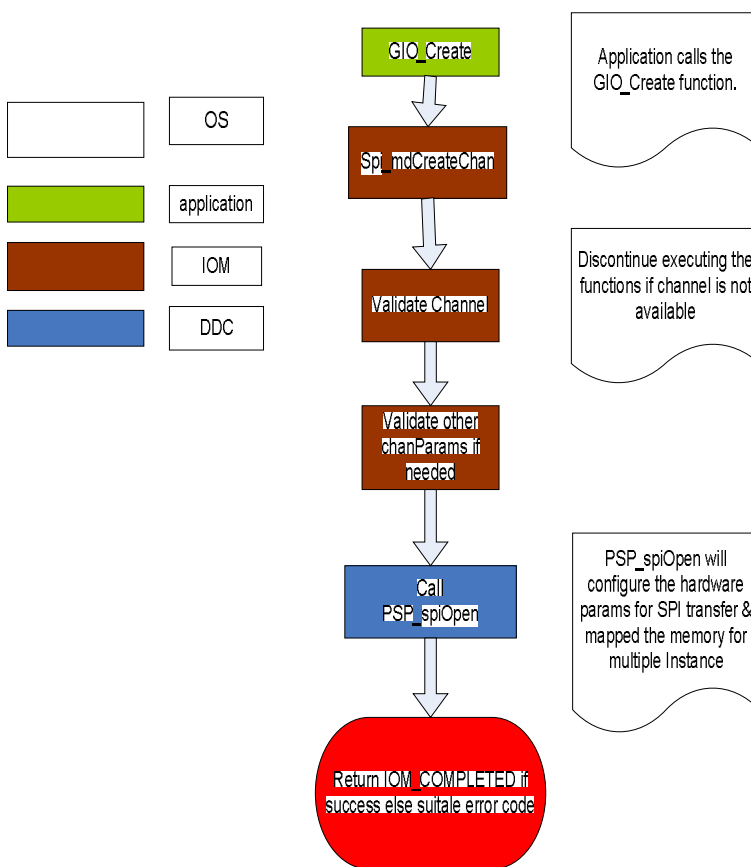 GIO_Create
Application calls the
GIO_Create function.
OS
application
IOM
DDC
Spi_mdCreateChan
Validate Channel
Discontinue executing the
functions if channel is not
available
Validate other
chanParams if
needed
Call
PSP_spiOpen
PSP_spiOpen will
configure the hardware
params for SPI transfer &
mapped the memory for
multiple Instance
Return IOM_COMPLETED if
success else suitale error code